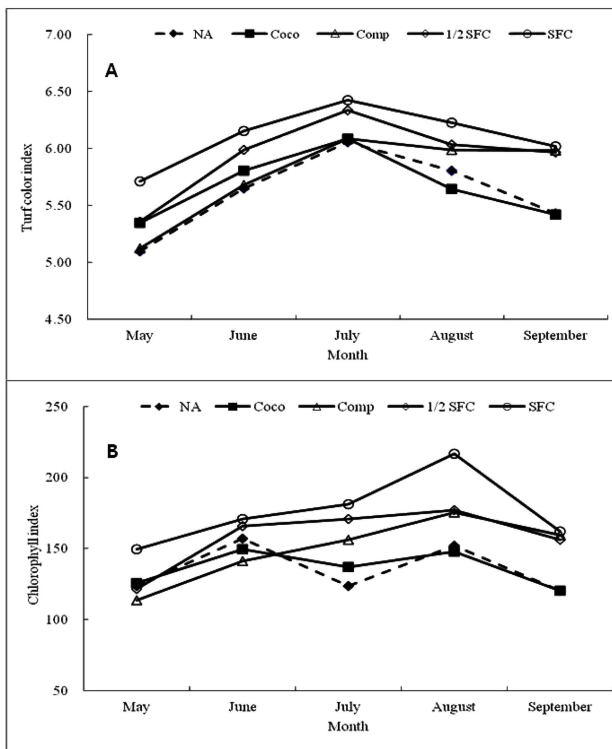 7.00
NA Coco Comp 1/2 SFC SFC
A
6.50
6.00
5.50
5.00
4.50
Turf color index
May June July August September
Month
250
NA Coco Comp 1/2 SFC SFC
B
200
150
100
50
Chlorophyll index
May June July August September
Month